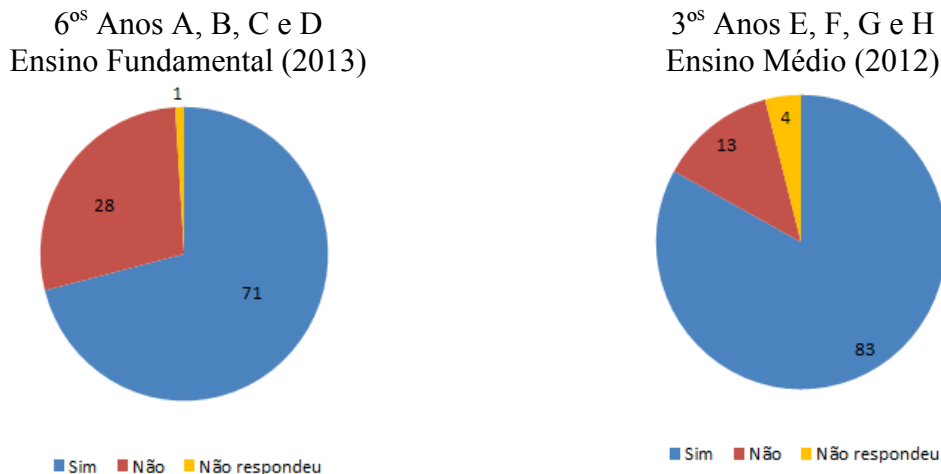 6ºs Anos A, B, C e D
Ensino Fundamental (2013)
1
28
71
Sim Não Não respondeu
3ºs Anos E, F, G e H
Ensino Médio (2012)
4
13
83
Sim Não Não respondeu